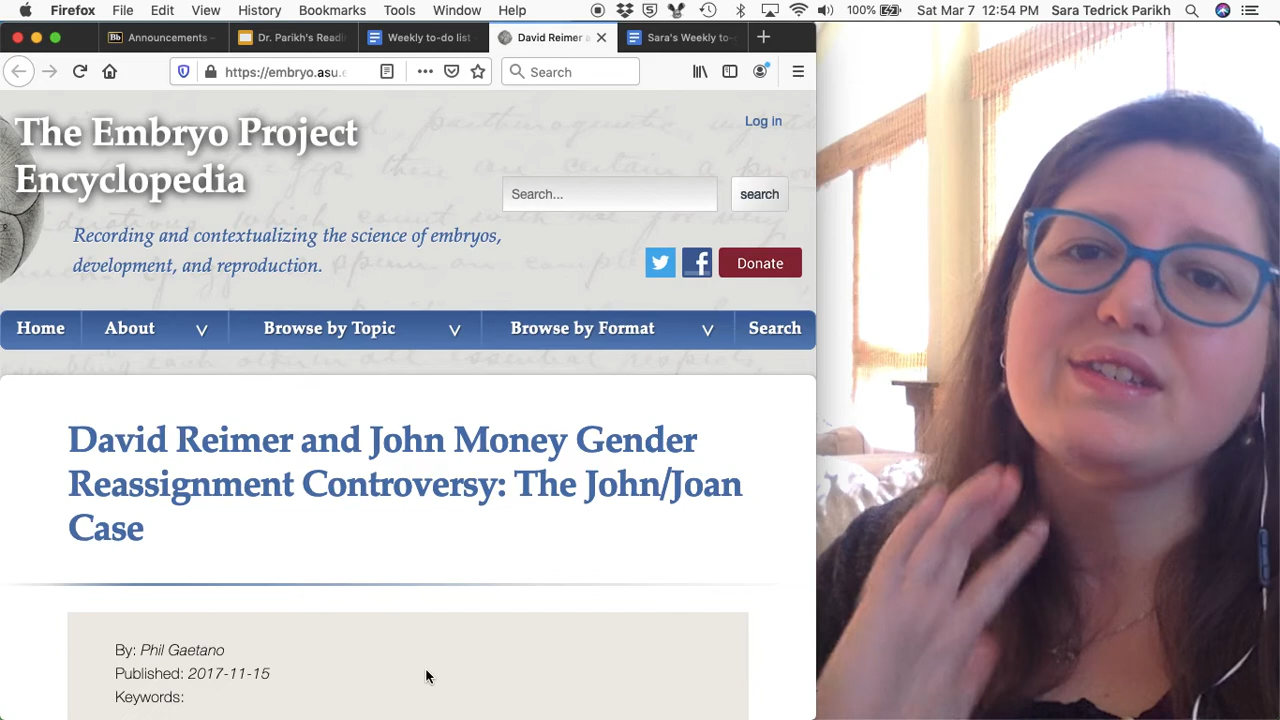 Firefox File Edit View History Bookmarks Tools Window Help 100% Sat Mar 7 12:54 PM Sara Tedrick Parikh
Bb Announcements – Dr. Parikh's Readi Weekly to-do list - David Reimer a Sara's Weekly to-
https://embryo.asu.e Search
The Embryo Project
Encyclopedia
Log in
Search... search
Recording and contextualizing the science of embryos,
development, and reproduction.
Donate
Home About Browse by Topic Browse by Format Search
David Reimer and John Money Gender
Reassignment Controversy: The John/Joan
Case
By: Phil Gaetano
Published: 2017-11-15
Keywords: